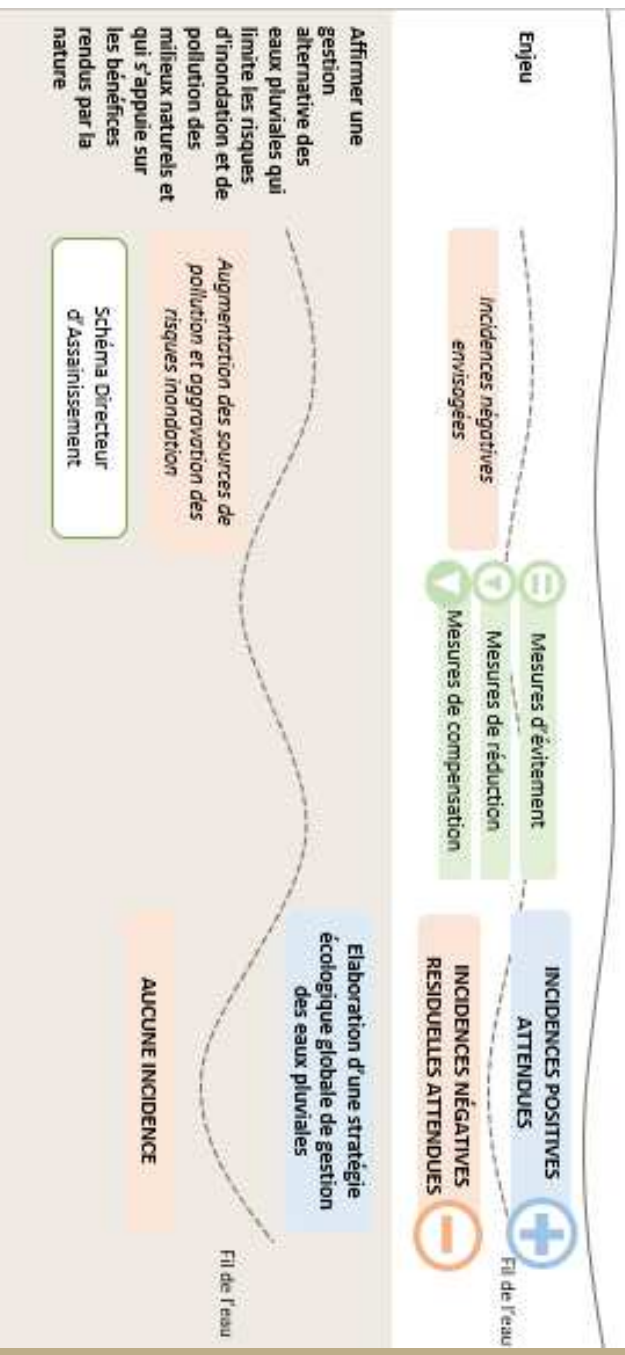 Enjeu
Incidences négatives
envisagées
Mesures d'évitement
Mesures de réduction
Mesures de compensation
INCIDENCES POSITIVES
ATTENDUES
INCIDENCES NÉGATIVES
RESIDUELLES ATTENDUES
Fil de l'eau
Affirmer une
gestion
alternative des
eaux pluviales qui
limite les risques
d'inondation et de
pollution des
milieux naturels et
qui s'appuie sur
les bénéfices
rendus par la
nature
Augmentation des sources de
pollution et aggravation des
risques inondation
Schéma Directeur
d'Assainissement
Elaboration d'une stratégie
écologique globale de gestion
des eaux pluviales
AUCUNE INCIDENCE
Fil de l'eau